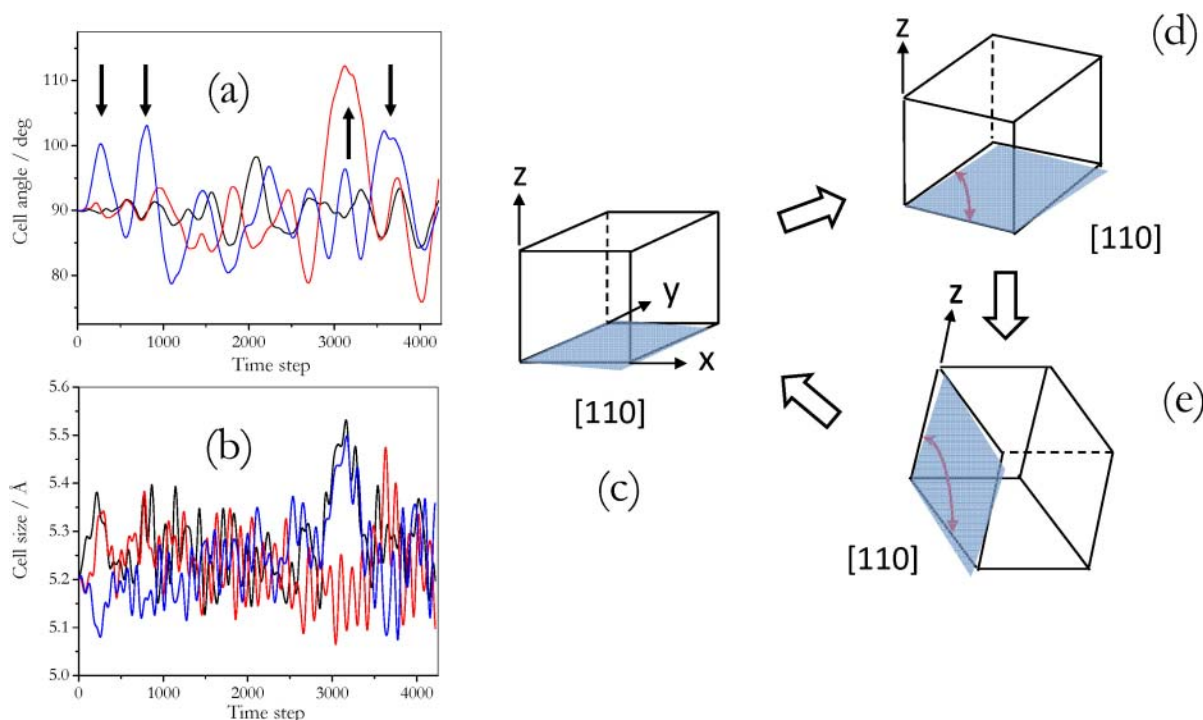 (a)
Cell angle / deg
110
100
90
80
0
1000
2000
3000
4000
Time step
(b)
Cell size / Å
5.6
5.5
5.4
5.3
5.2
5.1
5.0
0
1000
2000
3000
4000
Time step
z
y
x
[110]
(c)
z
(d)
[110]
z
(e)
[110]